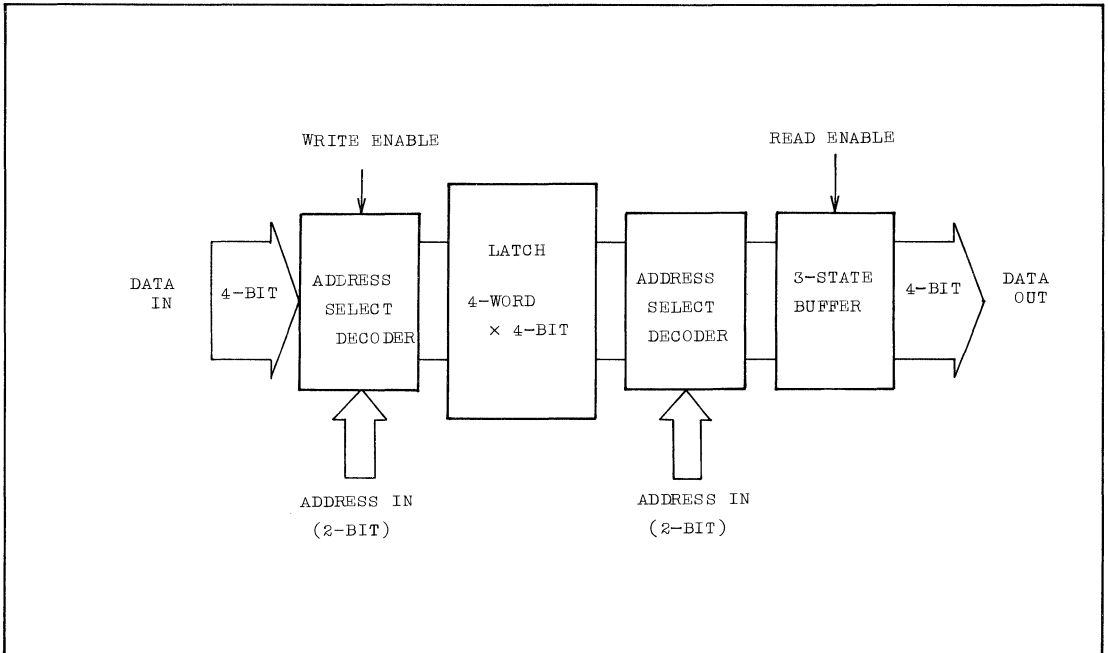 WRITE ENABLE
READ ENABLE
DATA
IN
4-BIT
ADDRESS
SELECT
DECODER
LATCH
4-WORD
× 4-BIT
ADDRESS
SELECT
DECODER
3-STATE
BUFFER
4-BIT
DATA
OUT
ADDRESS IN
(2-BIT)
ADDRESS IN
(2-BIT)